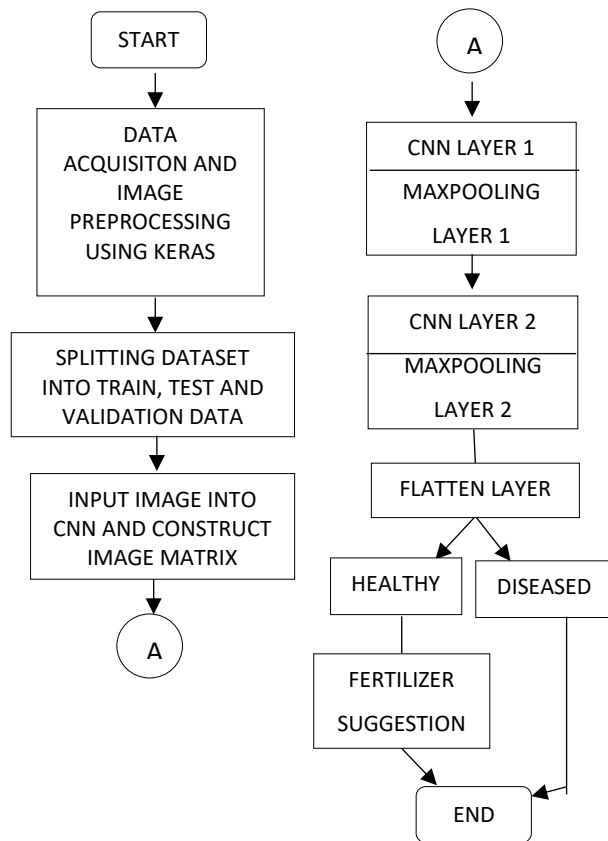 START
DATA
ACQUISITON AND
IMAGE
PREPROCESSING
USING KERAS
SPLITTING DATASET
INTO TRAIN, TEST AND
VALIDATION DATA
INPUT IMAGE INTO
CNN AND CONSTRUCT
IMAGE MATRIX
A
A
CNN LAYER 1
MAXPOOLING
LAYER 1
CNN LAYER 2
MAXPOOLING
LAYER 2
FLATTEN LAYER
HEALTHY
DISEASED
FERTILIZER
SUGGESTION
END